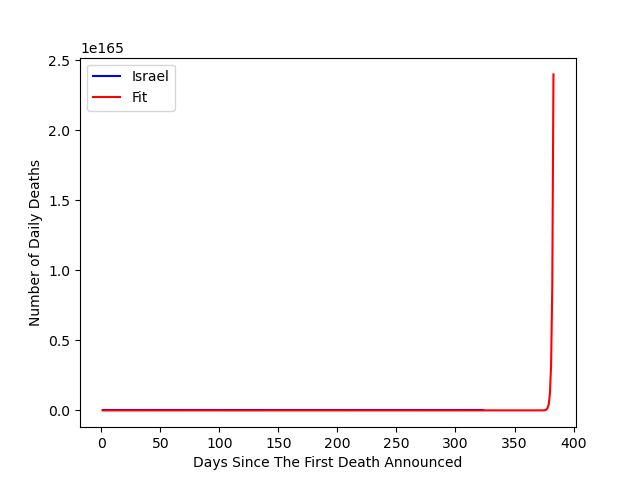 1e165
2.5
2.0
1.5
1.0
0.5
0.0
Number of Daily Deaths
Israel
Fit
0 50 100 150 200 250 300 350 400
Days Since The First Death Announced